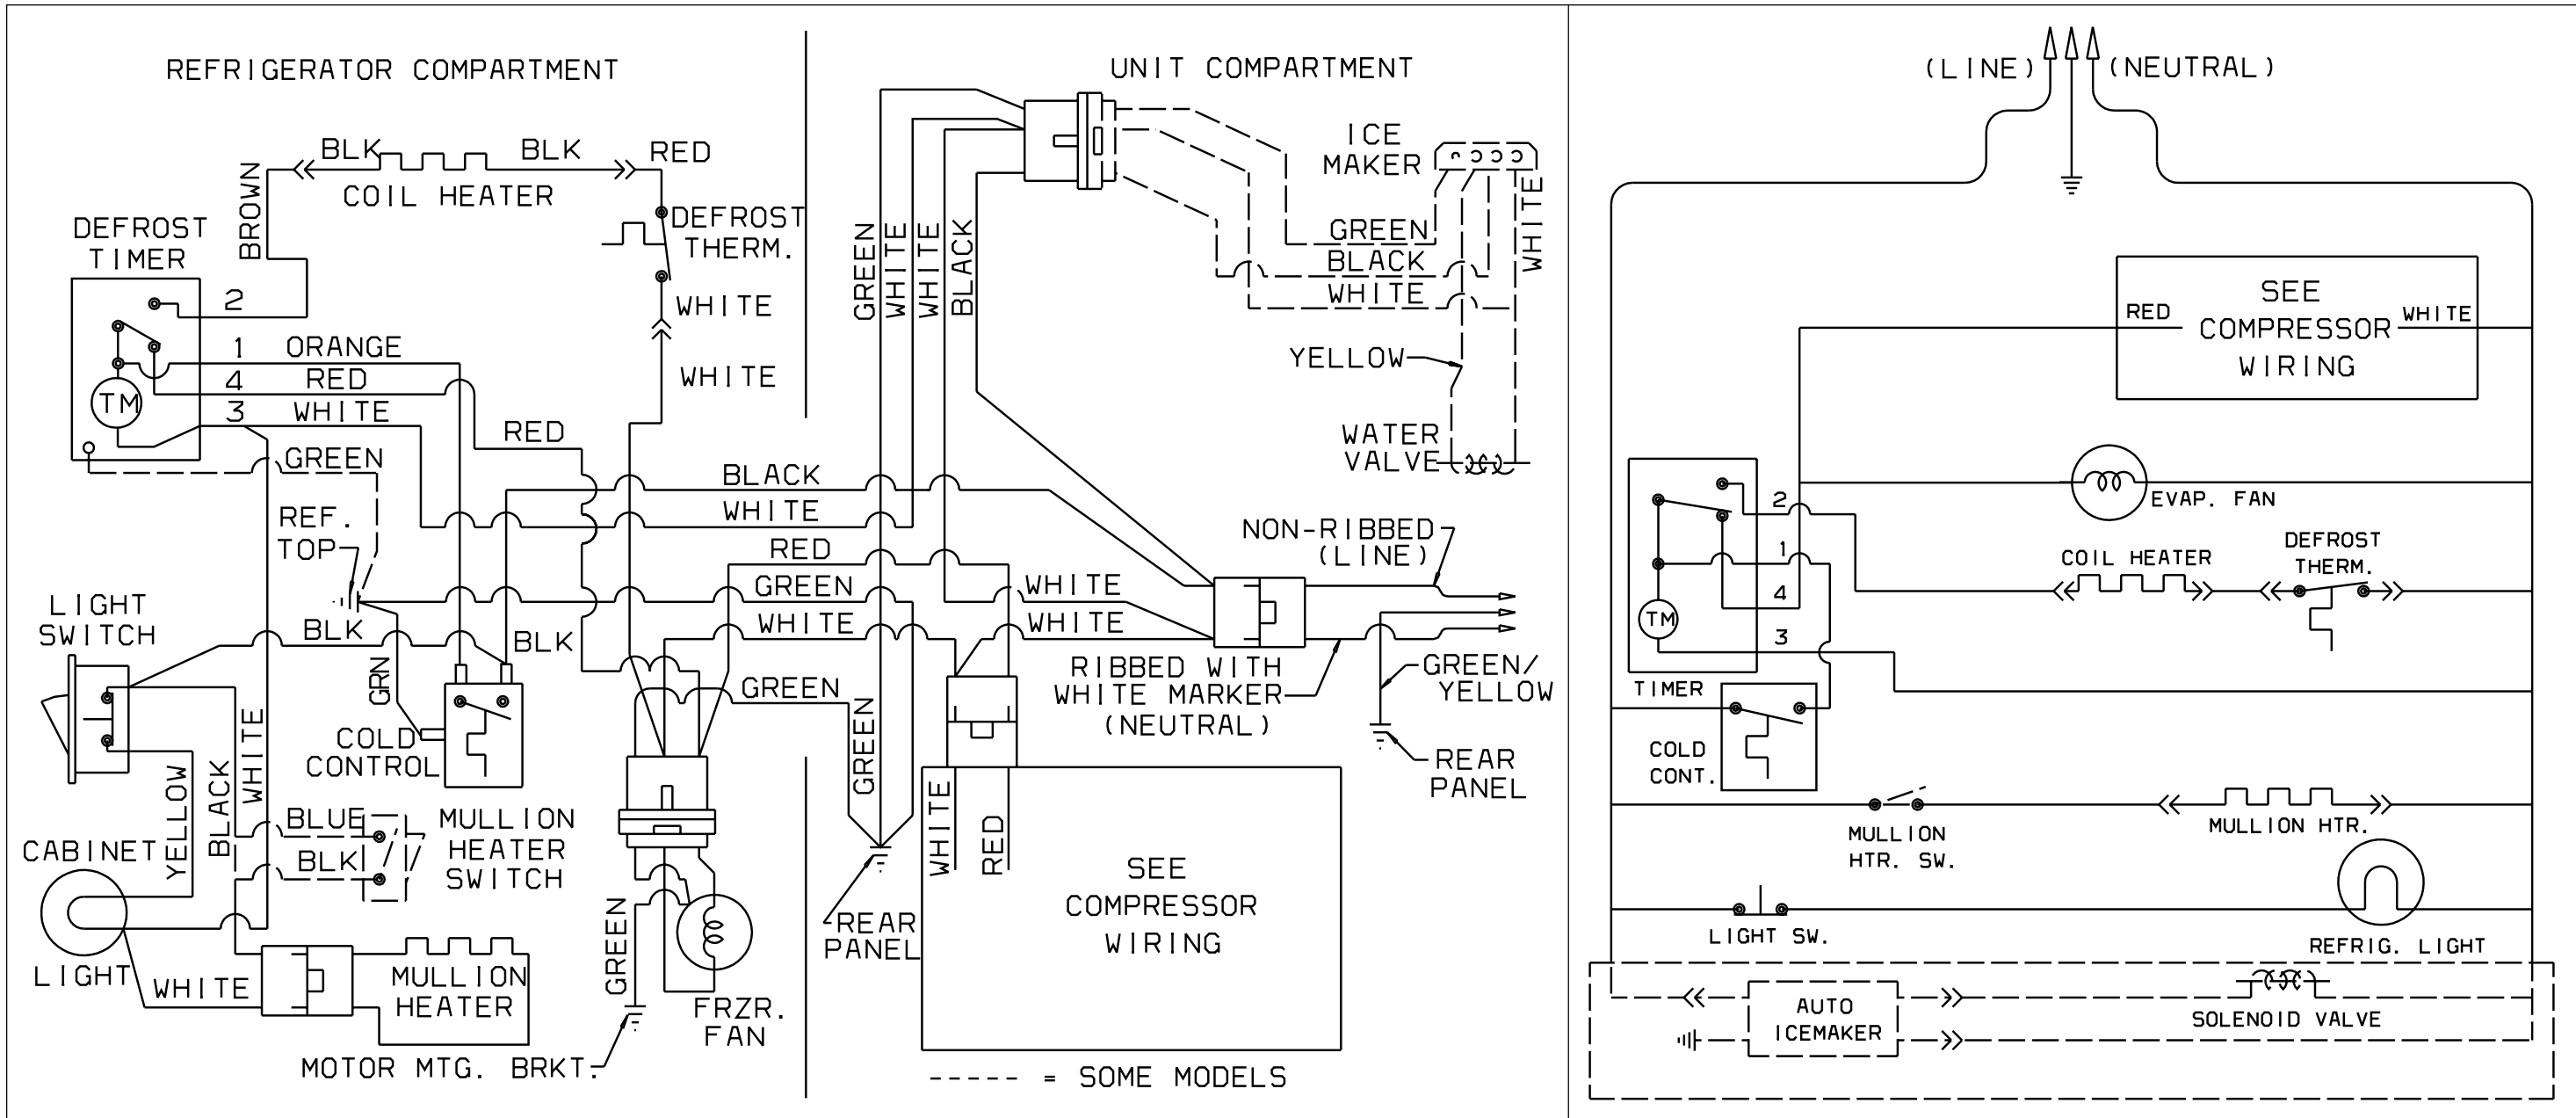 REFRIGERATOR COMPARTMENT
BLK
BLK
RED
COIL HEATER
BROWN
DEFROST
TIMER
DEFROST
THERM.
2
WHITE
1
ORANGE
4
RED
WHITE
TM
3
WHITE
RED
GREEN
REF.
TOP
LIGHT
SWITCH
BLK
BLK
GRN
COLD
CONTROL
WHITE
BLACK
YELLOW
BLUE
BLK
MULLION
HEATER
SWITCH
CABINET
LIGHT
WHITE
MULLION
HEATER
GREEN
FRZR.
FAN
MOTOR MTG. BRKT.
UNIT COMPARTMENT
GREEN
WHITE
WHITE
BLACK
ICE
MAKER
GREEN
BLACK
WHITE
WHITE
YELLOW
WATER
VALVE
BLACK
WHITE
RED
GREEN
WHITE
WHITE
WHITE
NON-RIBBED
(LINE)
RIBBED WITH
WHITE MARKER
(NEUTRAL)
GREEN/
YELLOW
REAR
PANEL
GREEN
GREEN
REAR
PANEL
WHITE
RED
SEE
COMPRESSOR
WIRING
----- = SOME MODELS
(LINE)
(NEUTRAL)
SEE
RED
COMPRESSOR
WHITE
WIRING
EVAP. FAN
2
1
4
3
TM
TIMER
COIL HEATER
DEFROST
THERM.
COLD
CONT.
MULLION
HTR. SW.
MULLION HTR.
LIGHT SW.
REFRIG. LIGHT
AUTO
ICEMAKER
SOLENOID VALVE